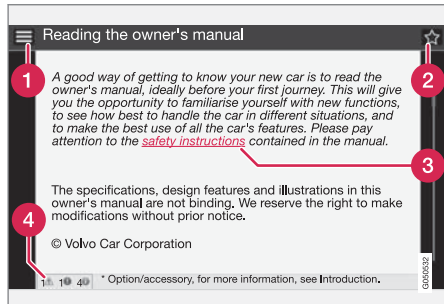 Reading the owner's manual
1
2
A good way of getting to know your new car is to read the
owner's manual, ideally before your first journey. This will give
you the opportunity to familiarise yourself with new functions,
to see how best to handle the car in different situations, and
to make the best use of all the car's features. Please pay
attention to the safety instructions contained in the manual.
3
The specifications, design features and illustrations in this
owner's manual are not binding. We reserve the right to make
modifications without prior notice.
4
© Volvo Car Corporation
1 1 4 * Option/accessory, for more information, see Introduction.
G050532